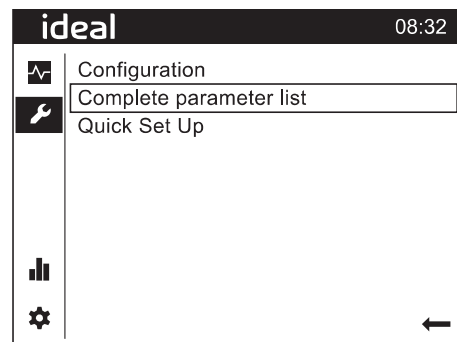 ideal 08:32
Configuration
Complete parameter list
Quick Set Up